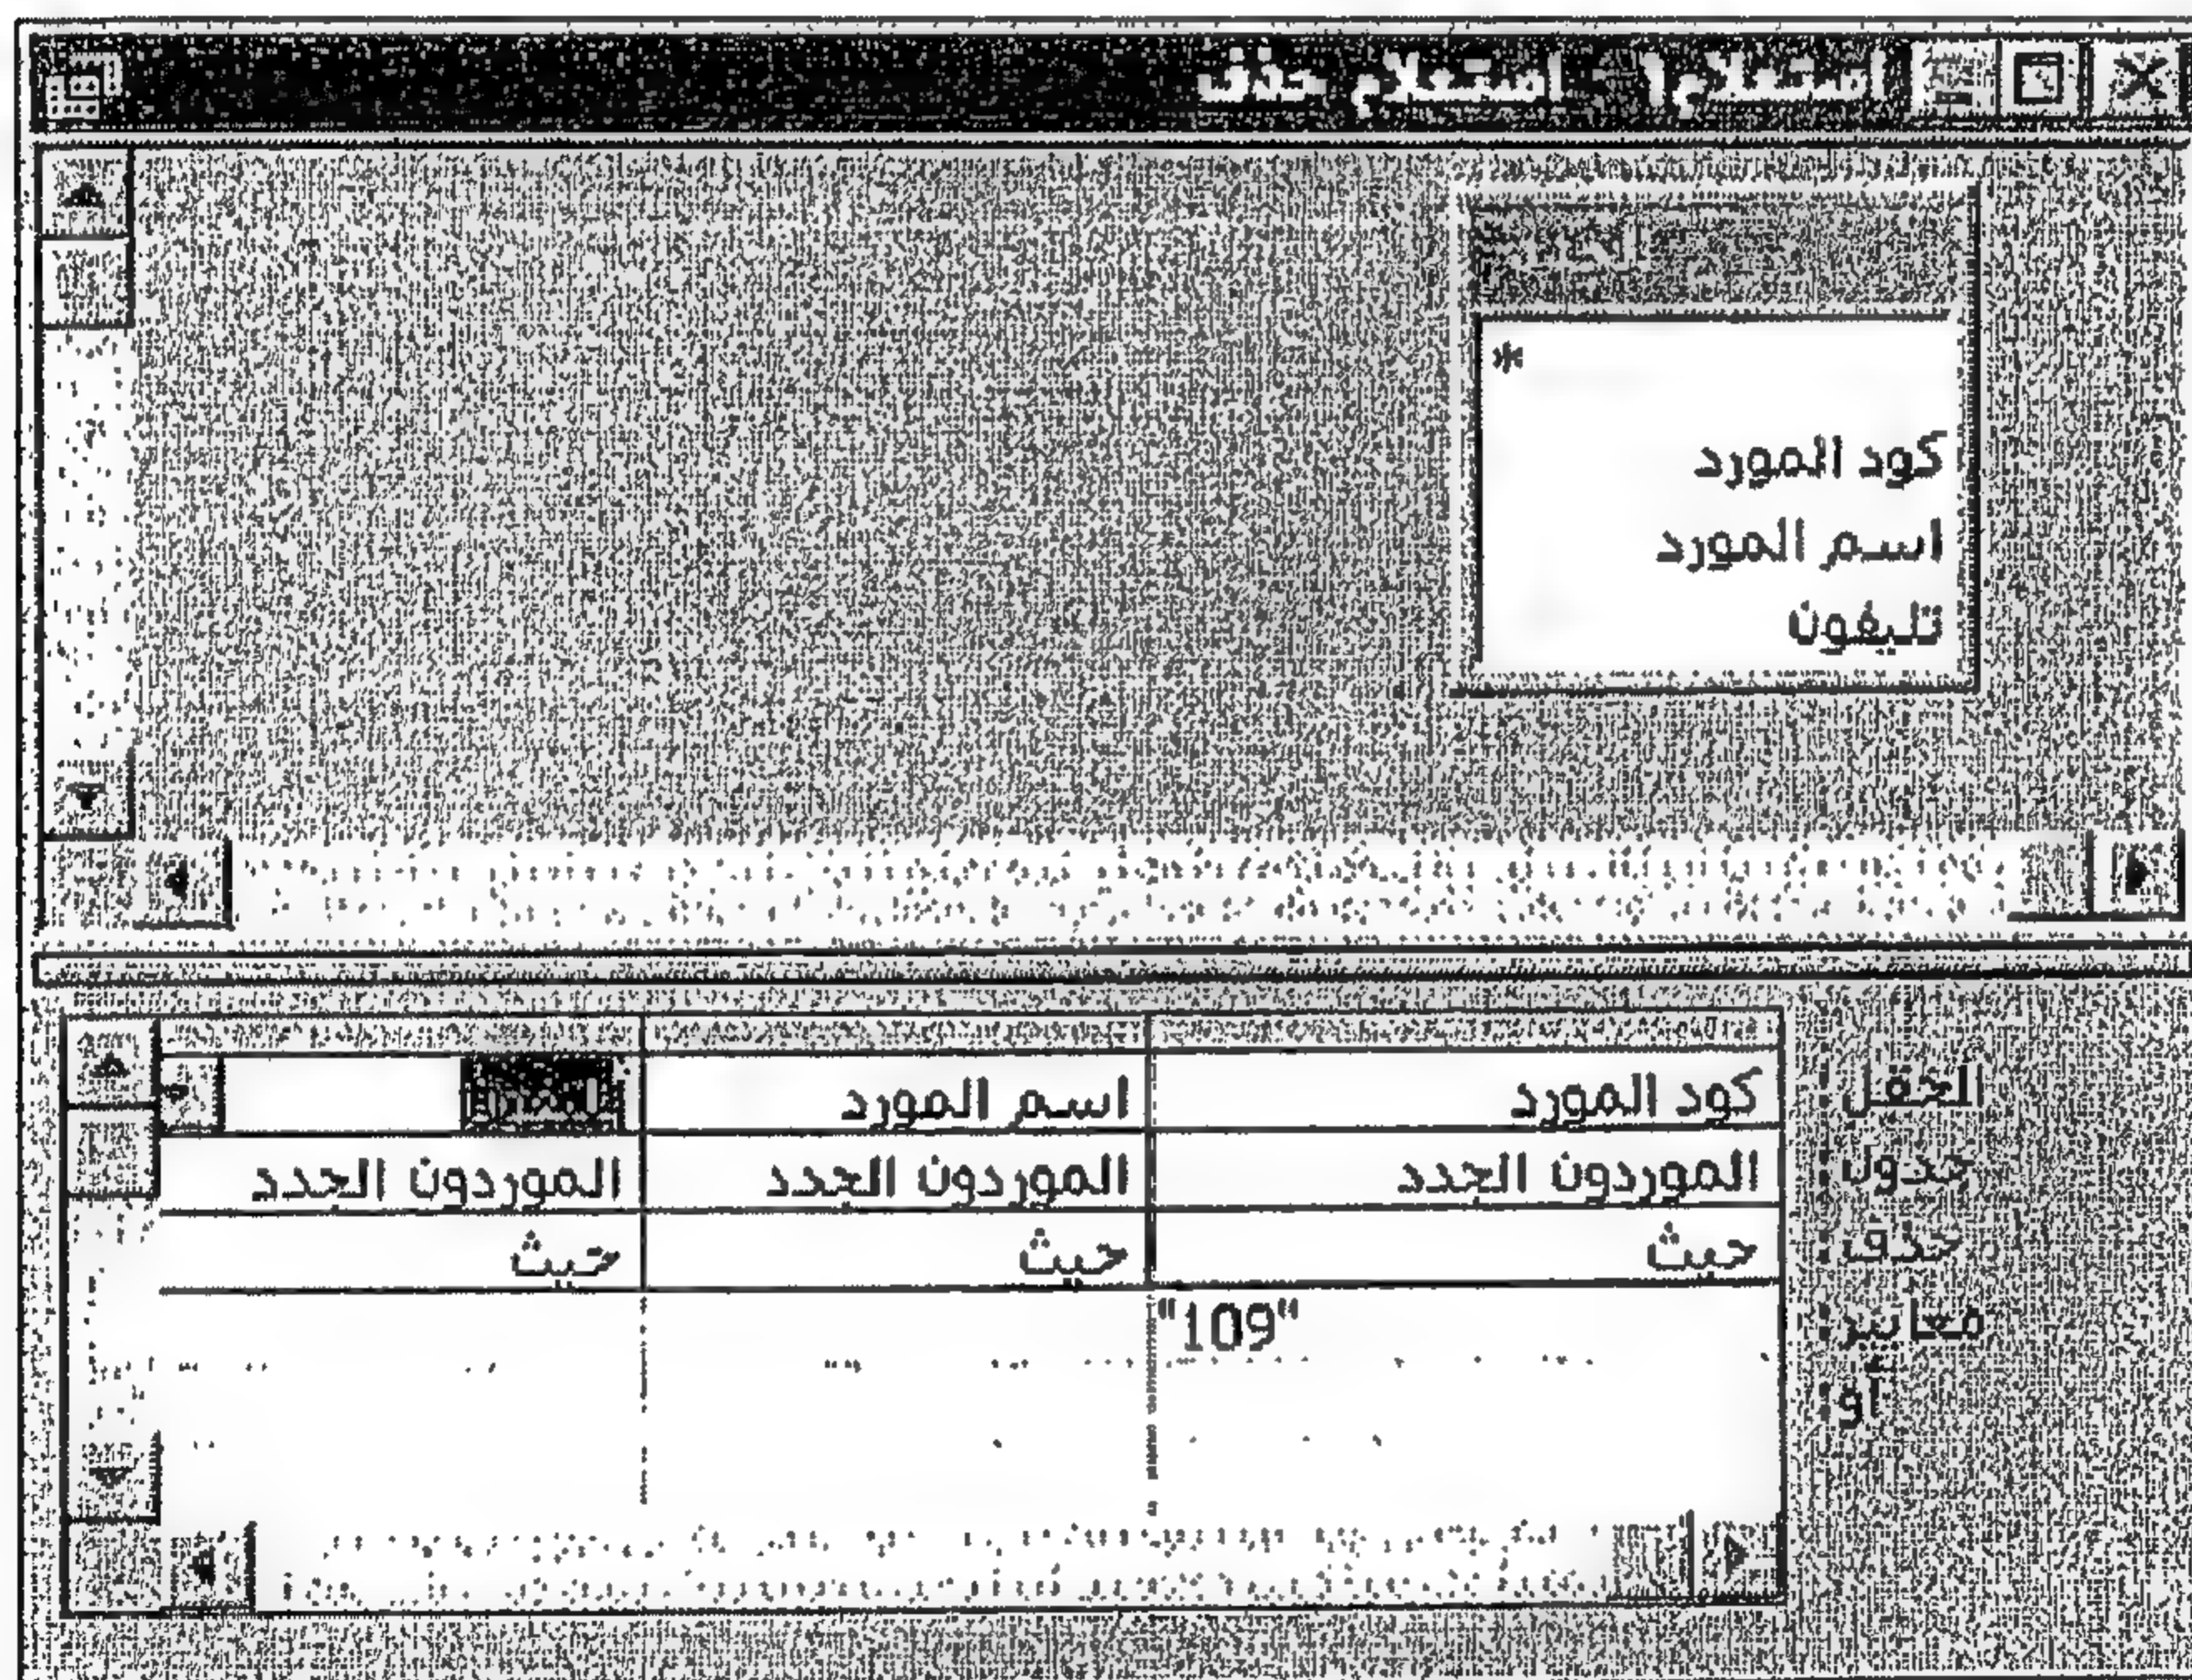 استعلام1 : استعلام حذف
*
كود المورد
اسم المورد
تليفون
الحقل: كود المورد اسم المورد
جدول: الموردون الجدد الموردون الجدد الموردون الجدد
حذف: حيث حيث حيث
معايير: "109"
أو: